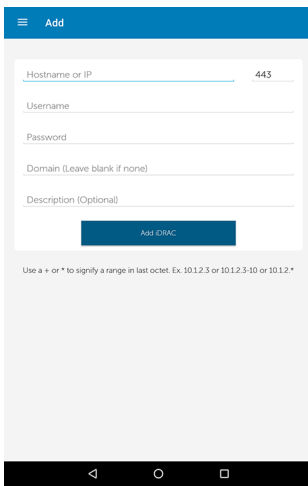 Add
Hostname or IP 443
Username
Password
Domain (Leave blank if none)
Description (Optional)
Add iDRAC
Use a + or * to signify a range in last octet. Ex. 10.1.2.3 or 10.1.2.3-10 or 10.1.2.*